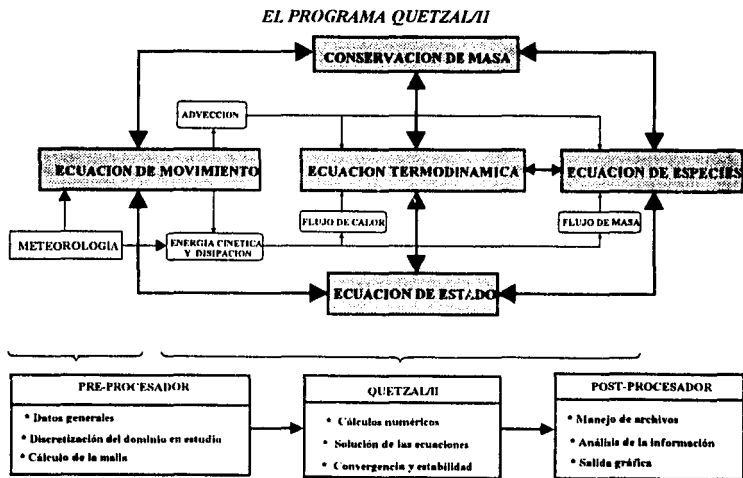 EL PROGRAMA QUETZAL/II
CONSERVACION DE MASA
ADVECCION
ECUACION DE MOVIMIENTO
ECUACION TERMODINAMICA
ECUACION DE ESPECIES
FLUJO DE CALOR
FLUJO DE MASA
METEOROLOGIA
ENERGIA CINETICA
Y DISIPACION
ECUACION DE ESTADO
PRE-PROCESADOR
* Datos generales
* Discretización del dominio en estudio
* Cálculo de la malla
QUETZAL/II
* Cálculos numéricos
* Solución de las ecuaciones
* Convergencia y estabilidad
POST-PROCESADOR
* Manejo de archivos
* Análisis de la información
* Salida gráfica